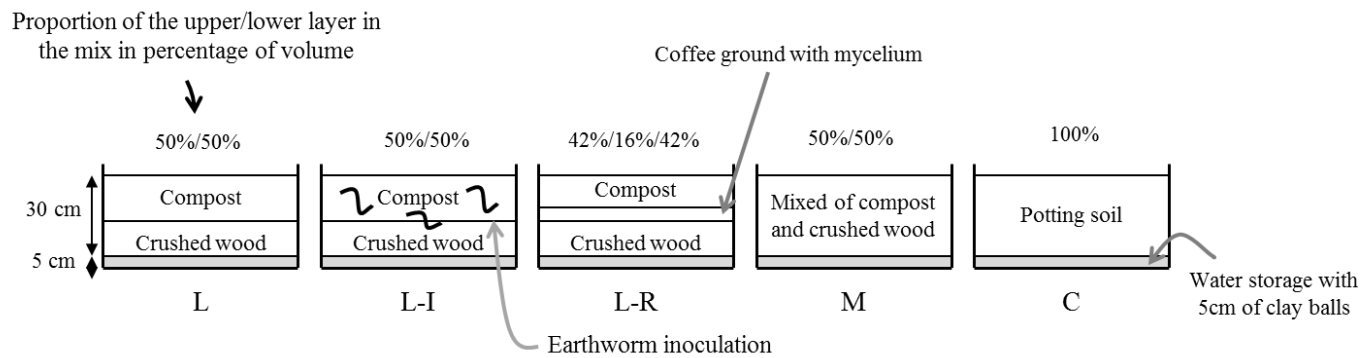 Proportion of the upper/lower layer in
the mix in percentage of volume
Coffee ground with mycelium
50%/50%
50%/50%
42%/16%/42%
50%/50%
100%
30 cm
5 cm
Compost
Crushed wood
Compost
Crushed wood
Compost
Crushed wood
Mixed of compost
and crushed wood
Potting soil
L
L-I
L-R
M
C
Water storage with
5cm of clay balls
Earthworm inoculation